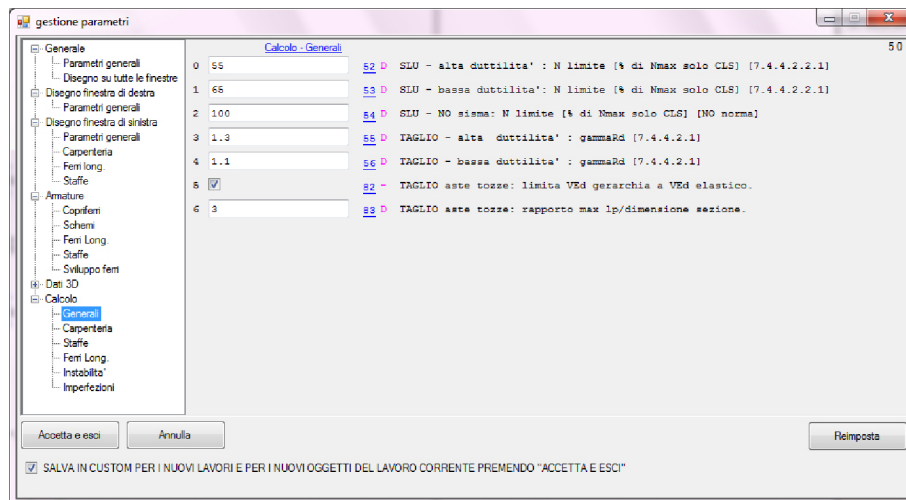 gestione parametri
Generale
Parametri generali
Disegno su tutte le finestre
Disegno finestra di destra
Parametri generali
Disegno finestra di sinistra
Parametri generali
Carpenteria
Ferri long.
Staffe
Armature
Copriferri
Schemi
Ferri Long.
Staffe
Sviluppo ferri
Dati 3D
Calcolo
Generali
Carpenteria
Staffe
Ferri Long.
Instabilita'
Imperfezioni
Calcolo - Generali
50
0 55 52 D SLU - alta duttilita' : N limite [% di Nmax solo CLS] [7.4.4.2.2.1]
1 65 53 D SLU - bassa duttilita': N limite [% di Nmax solo CLS] [7.4.4.2.2.1]
2 100 54 D SLU - NO sisma: N limite [% di Nmax solo CLS] [NO norma]
3 1.3 55 D TAGLIO - alta duttilita' : gammaRd [7.4.4.2.1]
4 1.1 56 D TAGLIO - bassa duttilita' : gammaRd [7.4.4.2.1]
5 82 - TAGLIO aste tozze: limita VEd gerarchia a VEd elastico.
6 3 83 D TAGLIO aste tozze: rapporto max lp/dimensione sezione.
Accetta e esci
Annulla
Reimposta
SALVA IN CUSTOM PER I NUOVI LAVORI E PER I NUOVI OGGETTI DEL LAVORO CORRENTE PREMENDO "ACCETTA E ESCI"